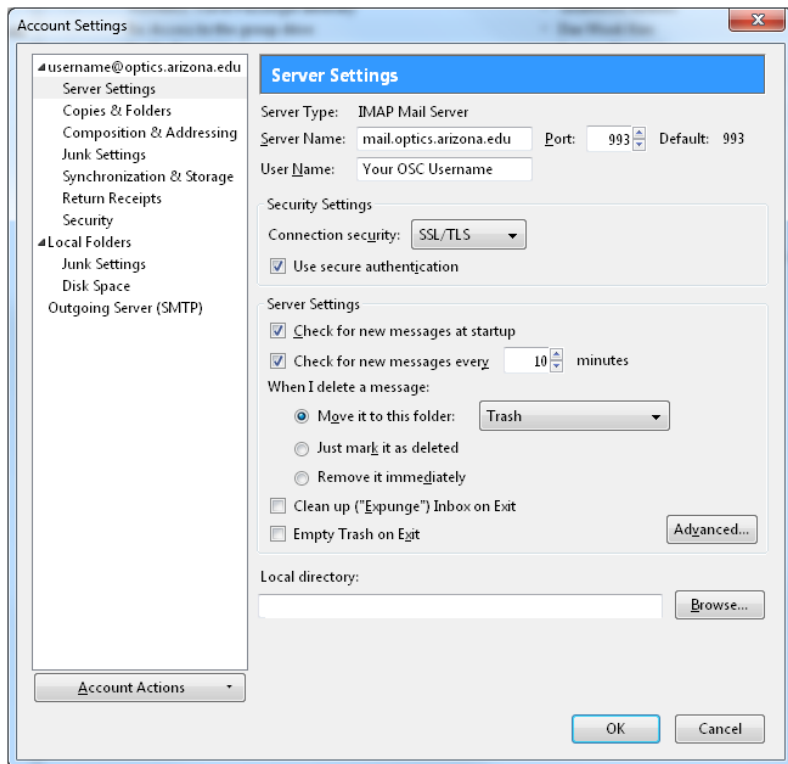 Account Settings
username@optics.arizona.edu
Server Settings
Copies & Folders
Composition & Addressing
Junk Settings
Synchronization & Storage
Return Receipts
Security
Local Folders
Junk Settings
Disk Space
Outgoing Server (SMTP)
Account Actions
Server Settings
Server Type: IMAP Mail Server
Server Name: mail.optics.arizona.edu Port: 993 Default: 993
User Name: Your OSC Username
Security Settings
Connection security: SSL/TLS
Use secure authentication
Server Settings
Check for new messages at startup
Check for new messages every 10 minutes
When I delete a message:
Move it to this folder: Trash
Just mark it as deleted
Remove it immediately
Clean up ("Expunge") Inbox on Exit
Empty Trash on Exit
Advanced...
Local directory:
Browse...
OK Cancel